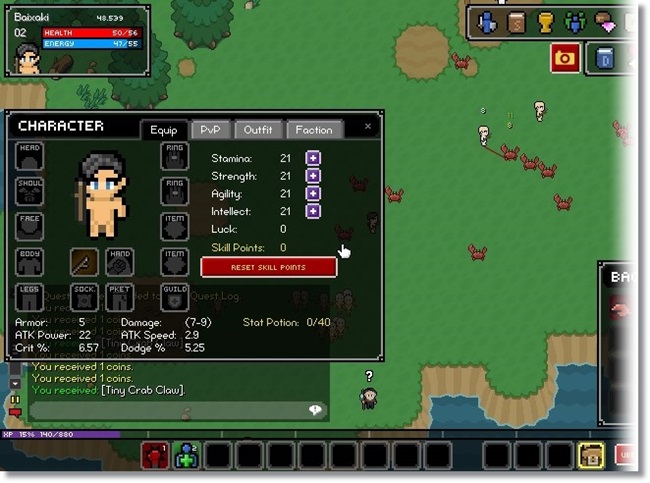 Baixaki 48.539
02 HEALTH 50/56
ENERGY 47/55
CHARACTER Equip PvP Outfit Faction
HEAD RING
SHOUL RING
FACE ITEM
BODY HAND ITEM
LEGS SOCK. PKET GUILD
Stamina: 21
Strength: 21
Agility: 21
Intellect: 21
Luck: 0
Skill Points: 0
RESET SKILL POINTS
Armor: 5 Damage: (7-9) Stat Potion: 0/40
ATK Power: 22 ATK Speed: 2.9
Crit %: 6.57 Dodge % 5.25
Quest Log
You received 1 coins.
You received 1 coins.
You received: [Tiny Crab Claw].
?
BA
XP 15% 140/880
1 2